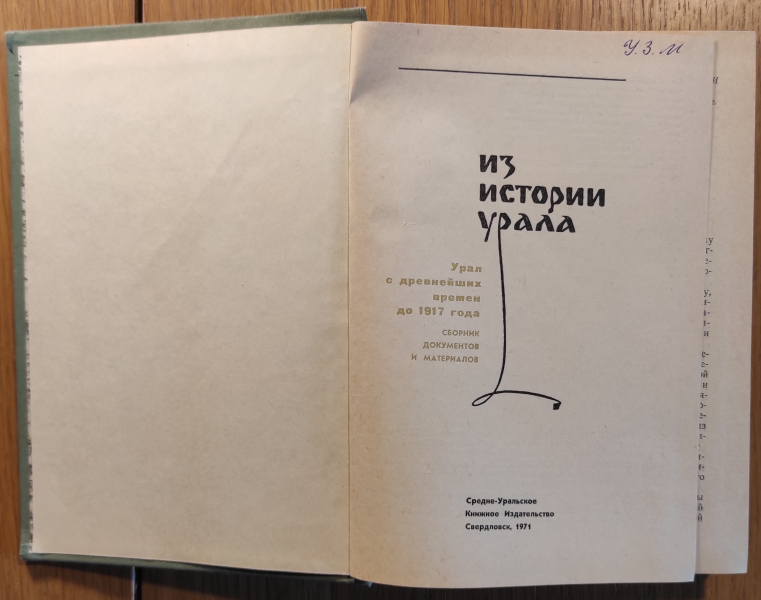 У. З. М
из
истории
урала
Урал
с древнейших
времен
до 1917 года
СБОРНИК
ДОКУМЕНТОВ
И МАТЕРИАЛОВ
Средне-Уральское
Книжное Издательство
Свердловск, 1971